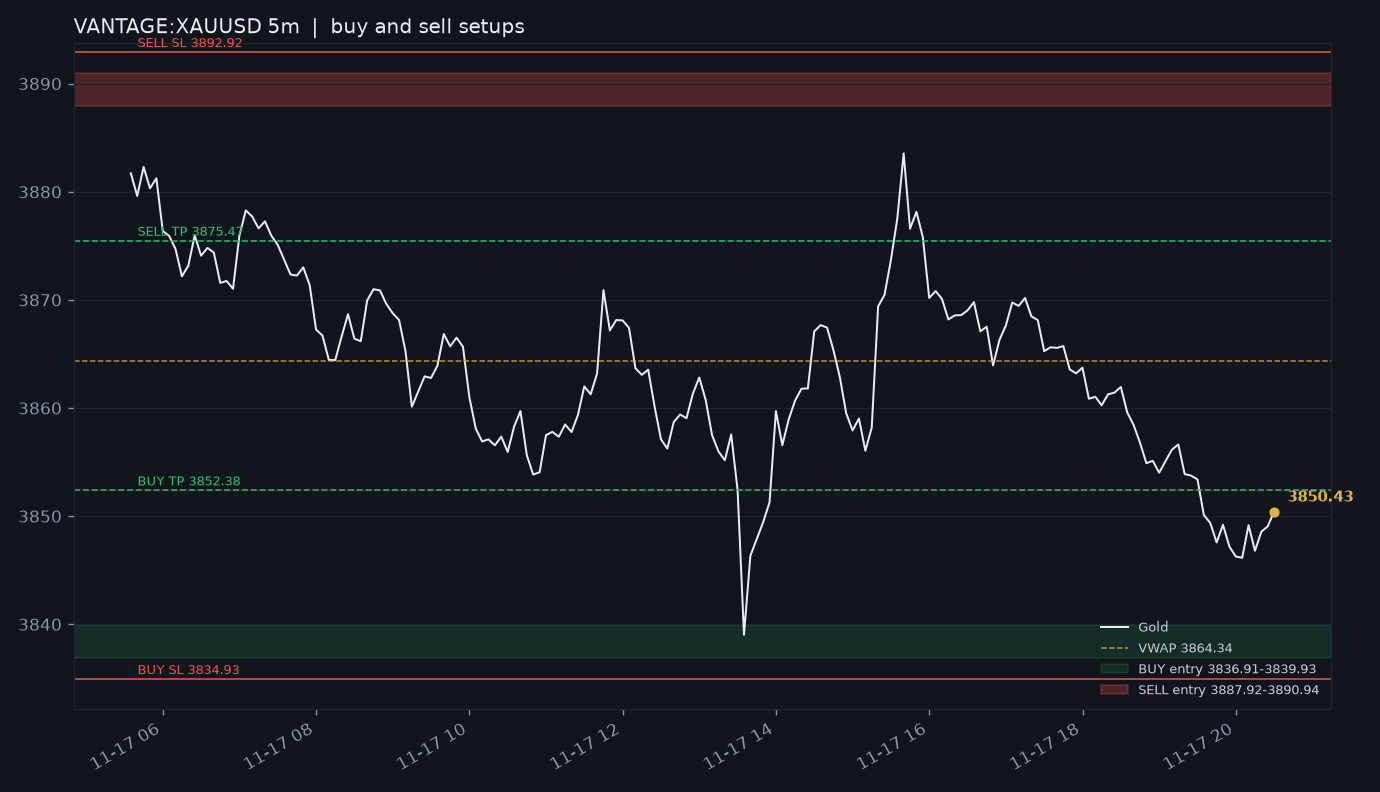 VANTAGE:XAUUSD 5m | buy and sell setups
SELL SL 3892.92
3890
3880
SELL TP 3875.47
3870
3860
BUY TP 3852.38
3850.43
3850
3840
Gold
VWAP 3864.34
BUY SL 3834.93
BUY entry 3836.91-3839.93
SELL entry 3887.92-3890.94
11-17 06
11-17 08
11-17 10
11-17 12
11-17 14
11-17 16
11-17 18
11-17 20